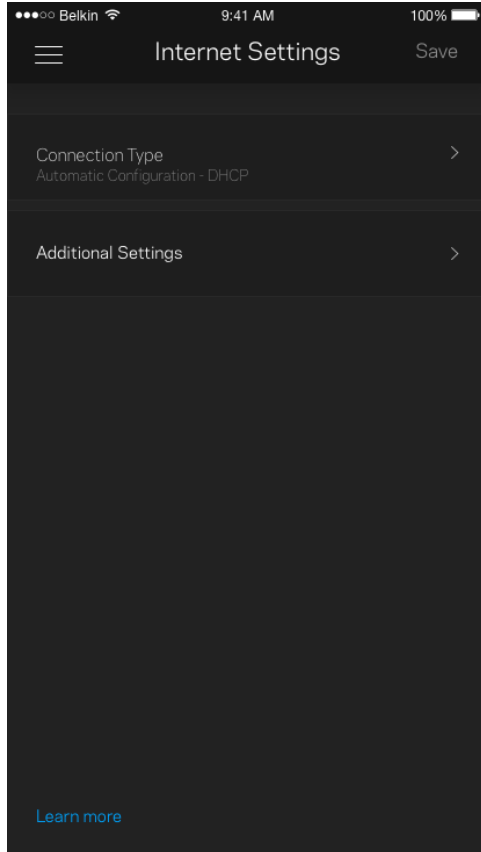 Belkin 9:41 AM 100%
Internet Settings Save
Connection Type
Automatic Configuration - DHCP
Additional Settings
Learn more